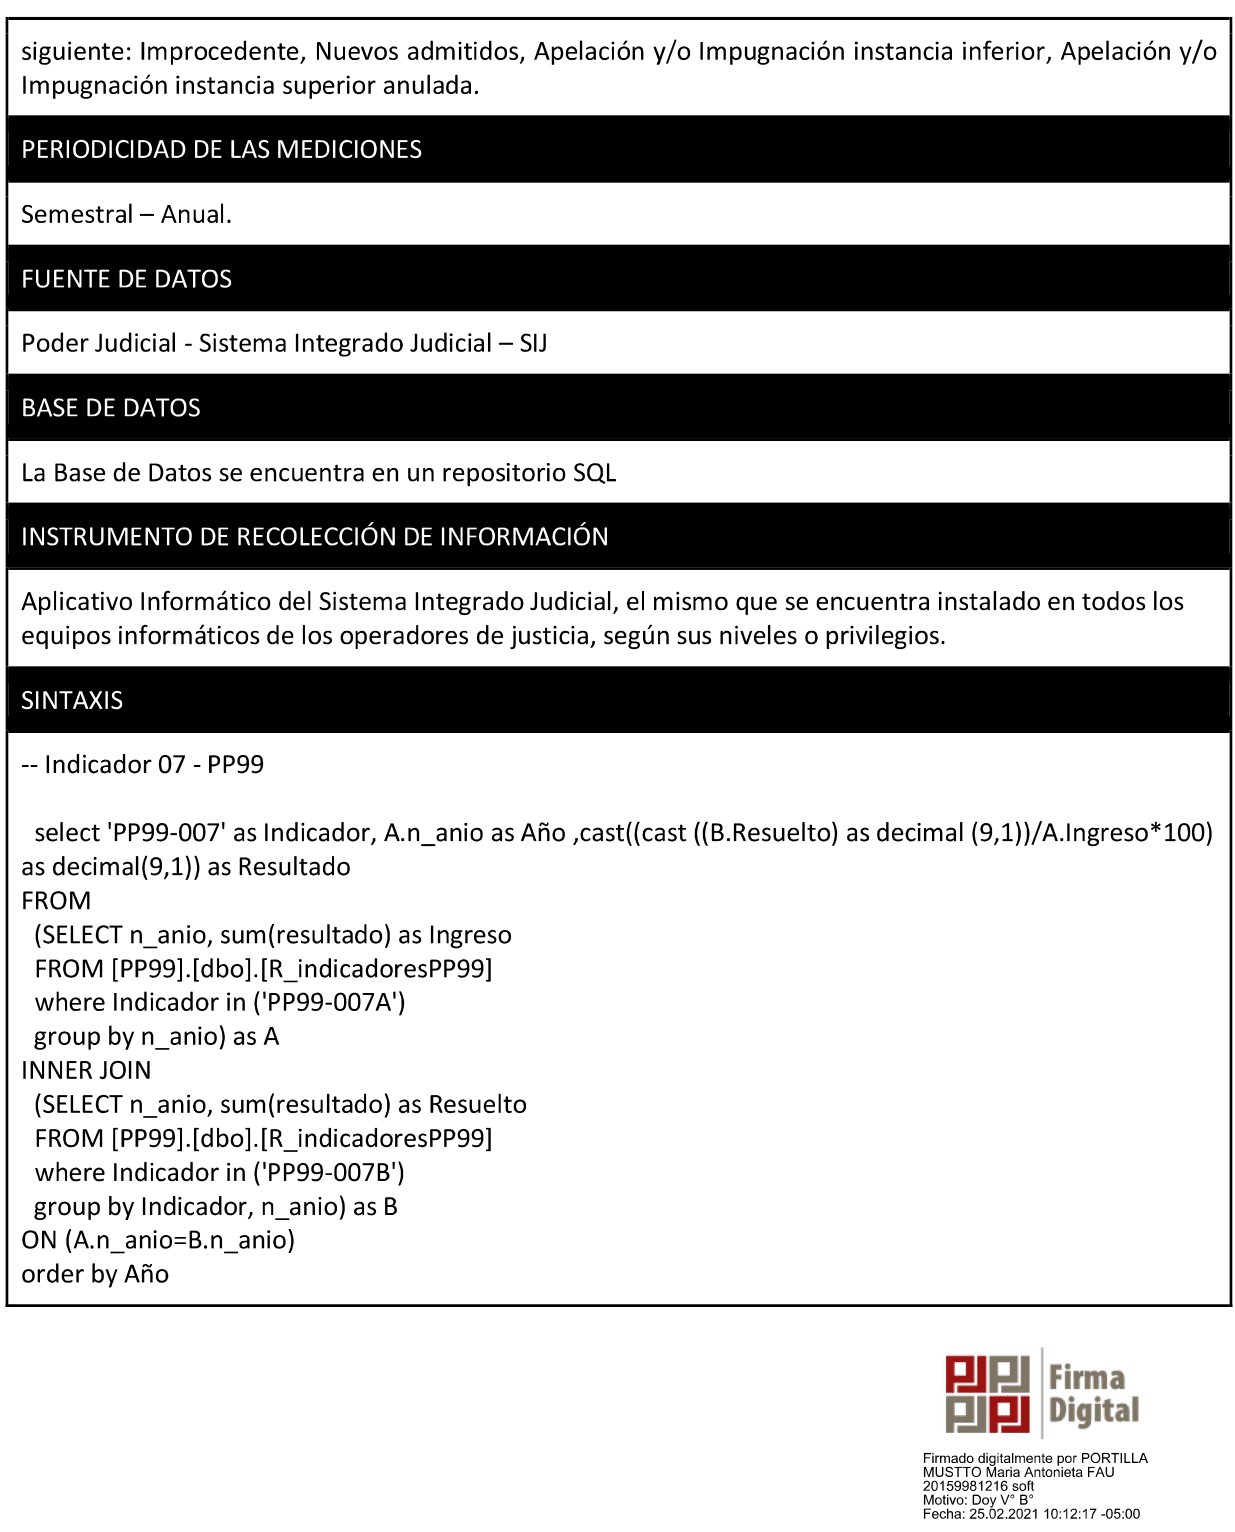 siguiente: Improcedente, Nuevos admitidos, Apelación y/o Impugnación instancia inferior, Apelación y/o
Impugnación instancia superior anulada.
PERIODICIDAD DE LAS MEDICIONES
Semestral – Anual.
FUENTE DE DATOS
Poder Judicial - Sistema Integrado Judicial – SIJ
BASE DE DATOS
La Base de Datos se encuentra en un repositorio SQL
INSTRUMENTO DE RECOLECCIÓN DE INFORMACIÓN
Aplicativo Informático del Sistema Integrado Judicial, el mismo que se encuentra instalado en todos los
equipos informáticos de los operadores de justicia, según sus niveles o privilegios.
SINTAXIS
-- Indicador 07 - PP99
select 'PP99-007' as Indicador, A.n_anio as Año ,cast((cast ((B.Resuelto) as decimal (9,1))/A.Ingreso*100)
as decimal(9,1)) as Resultado
FROM
(SELECT n_anio, sum(resultado) as Ingreso
FROM [PP99].[dbo].[R_indicadoresPP99]
where Indicador in ('PP99-007A')
group by n_anio) as A
INNER JOIN
(SELECT n_anio, sum(resultado) as Resuelto
FROM [PP99].[dbo].[R_indicadoresPP99]
where Indicador in ('PP99-007B')
group by Indicador, n_anio) as B
ON (A.n_anio=B.n_anio)
order by Año
Firma
Digital
Firmado digitalmente por PORTILLA
MUSTTO Maria Antonieta FAU
20159981216 soft
Motivo: Doy V° B°
Fecha: 25.02.2021 10:12:17 -05:00